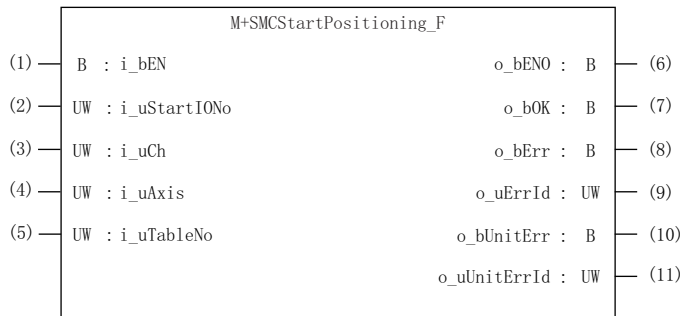 M+SMCStartPositioning_F
(1) B : i_bEN o_bENO : B (6)
(2) UW : i_uStartIONo o_bOK : B (7)
(3) UW : i_uCh o_bErr : B (8)
(4) UW : i_uAxis o_uErrId : UW (9)
(5) UW : i_uTableNo o_bUnitErr : B (10)
o_uUnitErrId : UW (11)